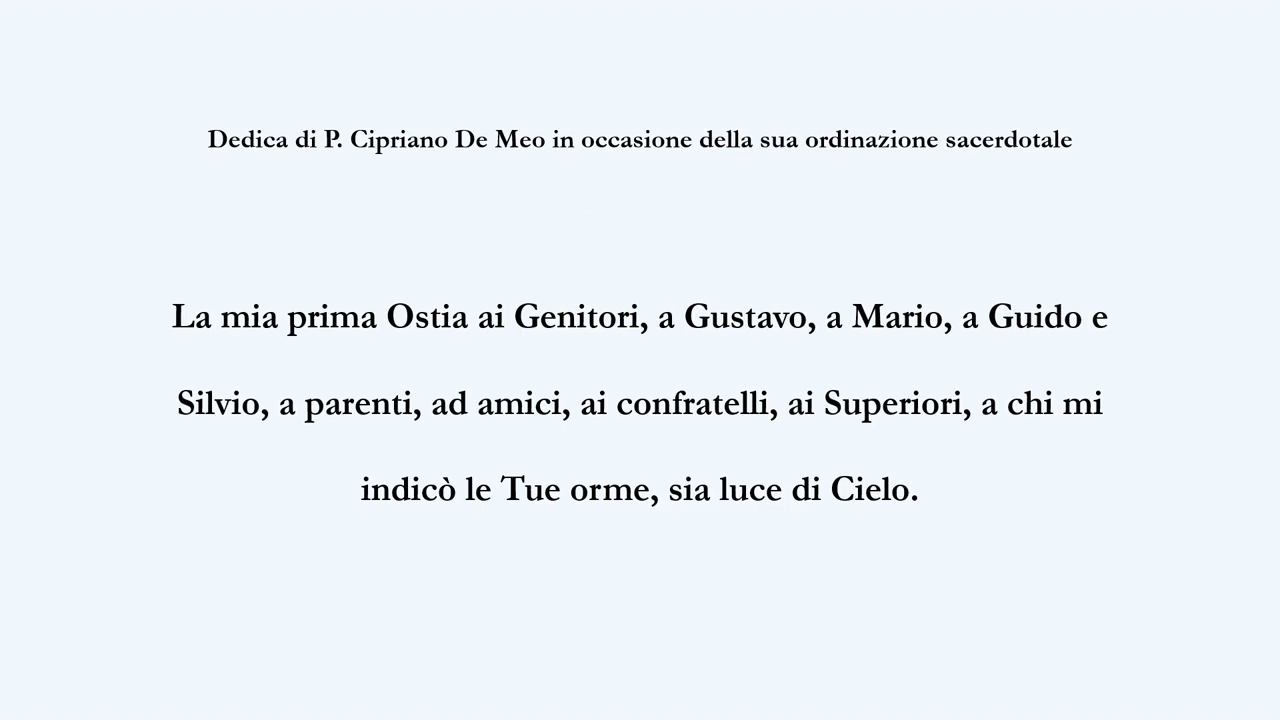 Dedica di P. Cipriano De Meo in occasione della sua ordinazione sacerdotale
La mia prima Ostia ai Genitori, a Gustavo, a Mario, a Guido e
Silvio, a parenti, ad amici, ai confratelli, ai Superiori, a chi mi
indicò le Tue orme, sia luce di Cielo.